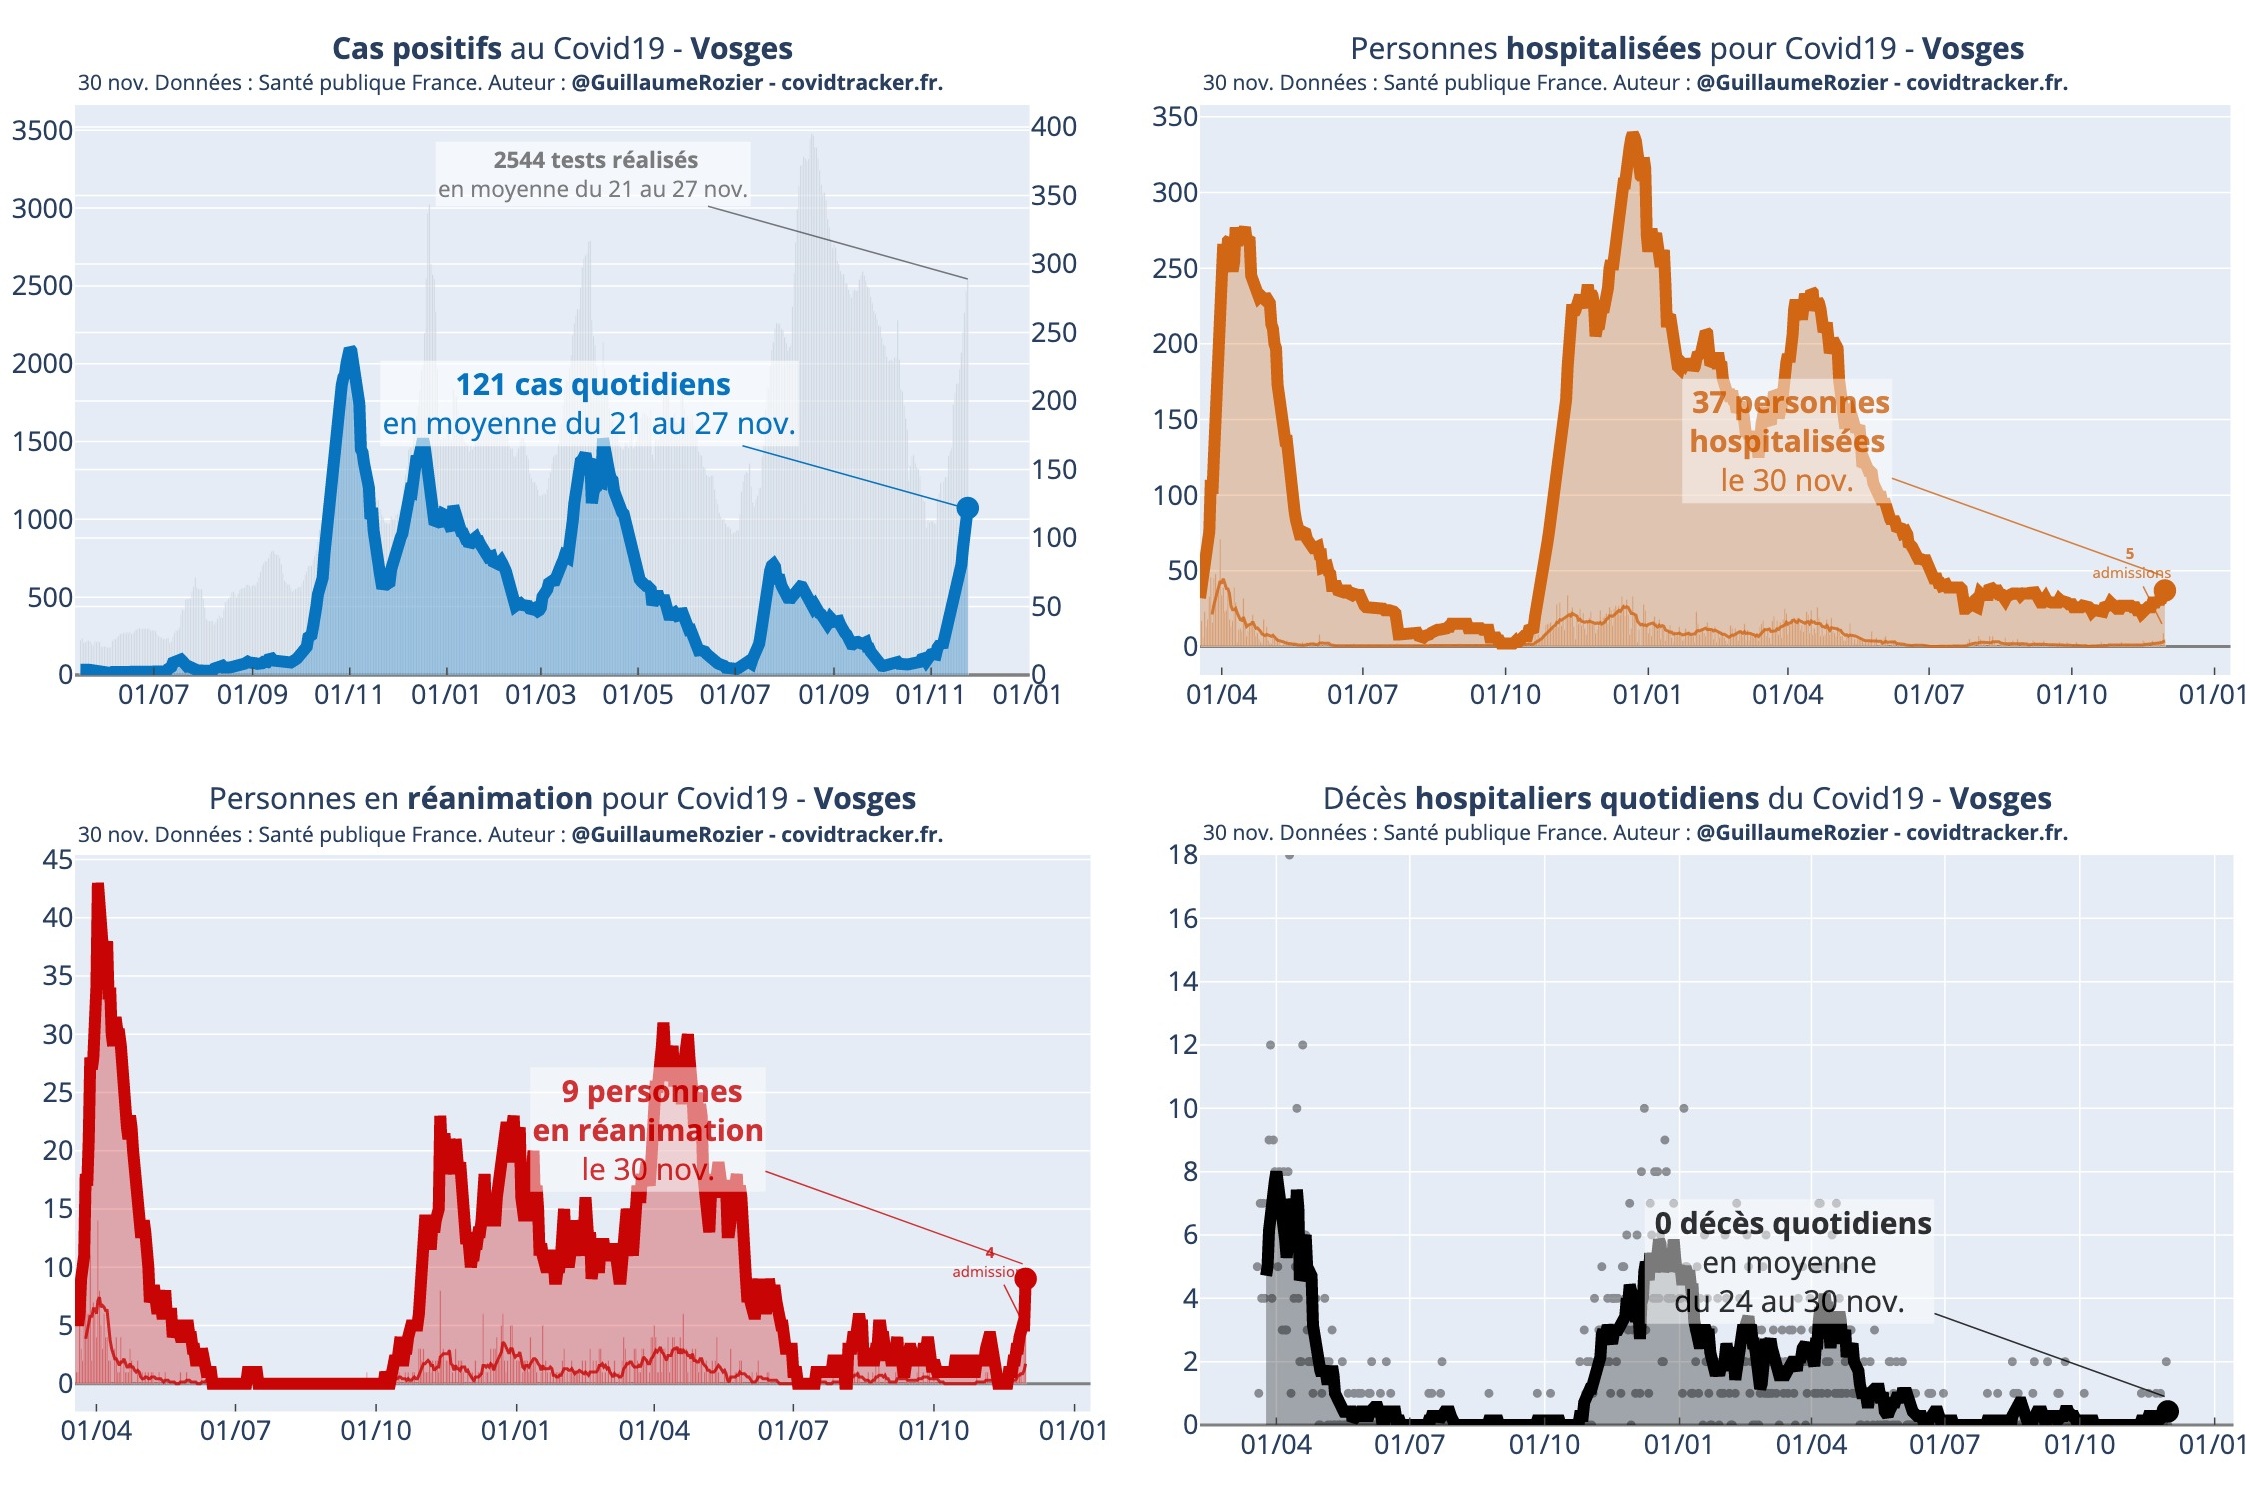 Cas positifs au Covid19 - Vosges
30 nov. Données : Santé publique France. Auteur : @GuillaumeRozier - covidtracker.fr.
3500
3000
2500
2000
1500
1000
500
0
400
350
300
250
200
150
100
50
0
2544 tests réalisés
en moyenne du 21 au 27 nov.
121 cas quotidiens
en moyenne du 21 au 27 nov.
01/07 01/09 01/11 01/01 01/03 01/05 01/07 01/09 01/11 01/01
Personnes hospitalisées pour Covid19 - Vosges
30 nov. Données : Santé publique France. Auteur : @GuillaumeRozier - covidtracker.fr.
350
300
250
200
150
100
50
0
37 personnes
hospitalisées
le 30 nov.
5
admissions
01/04 01/07 01/10 01/01 01/04 01/07 01/10 01/01
Personnes en réanimation pour Covid19 - Vosges
30 nov. Données : Santé publique France. Auteur : @GuillaumeRozier - covidtracker.fr.
45
40
35
30
25
20
15
10
5
0
9 personnes
en réanimation
le 30 nov.
4
admission
01/04 01/07 01/10 01/01 01/04 01/07 01/10 01/01
Décès hospitaliers quotidiens du Covid19 - Vosges
30 nov. Données : Santé publique France. Auteur : @GuillaumeRozier - covidtracker.fr.
18
16
14
12
10
8
6
4
2
0
0 décès quotidiens
en moyenne
du 24 au 30 nov.
01/04 01/07 01/10 01/01 01/04 01/07 01/10 01/01